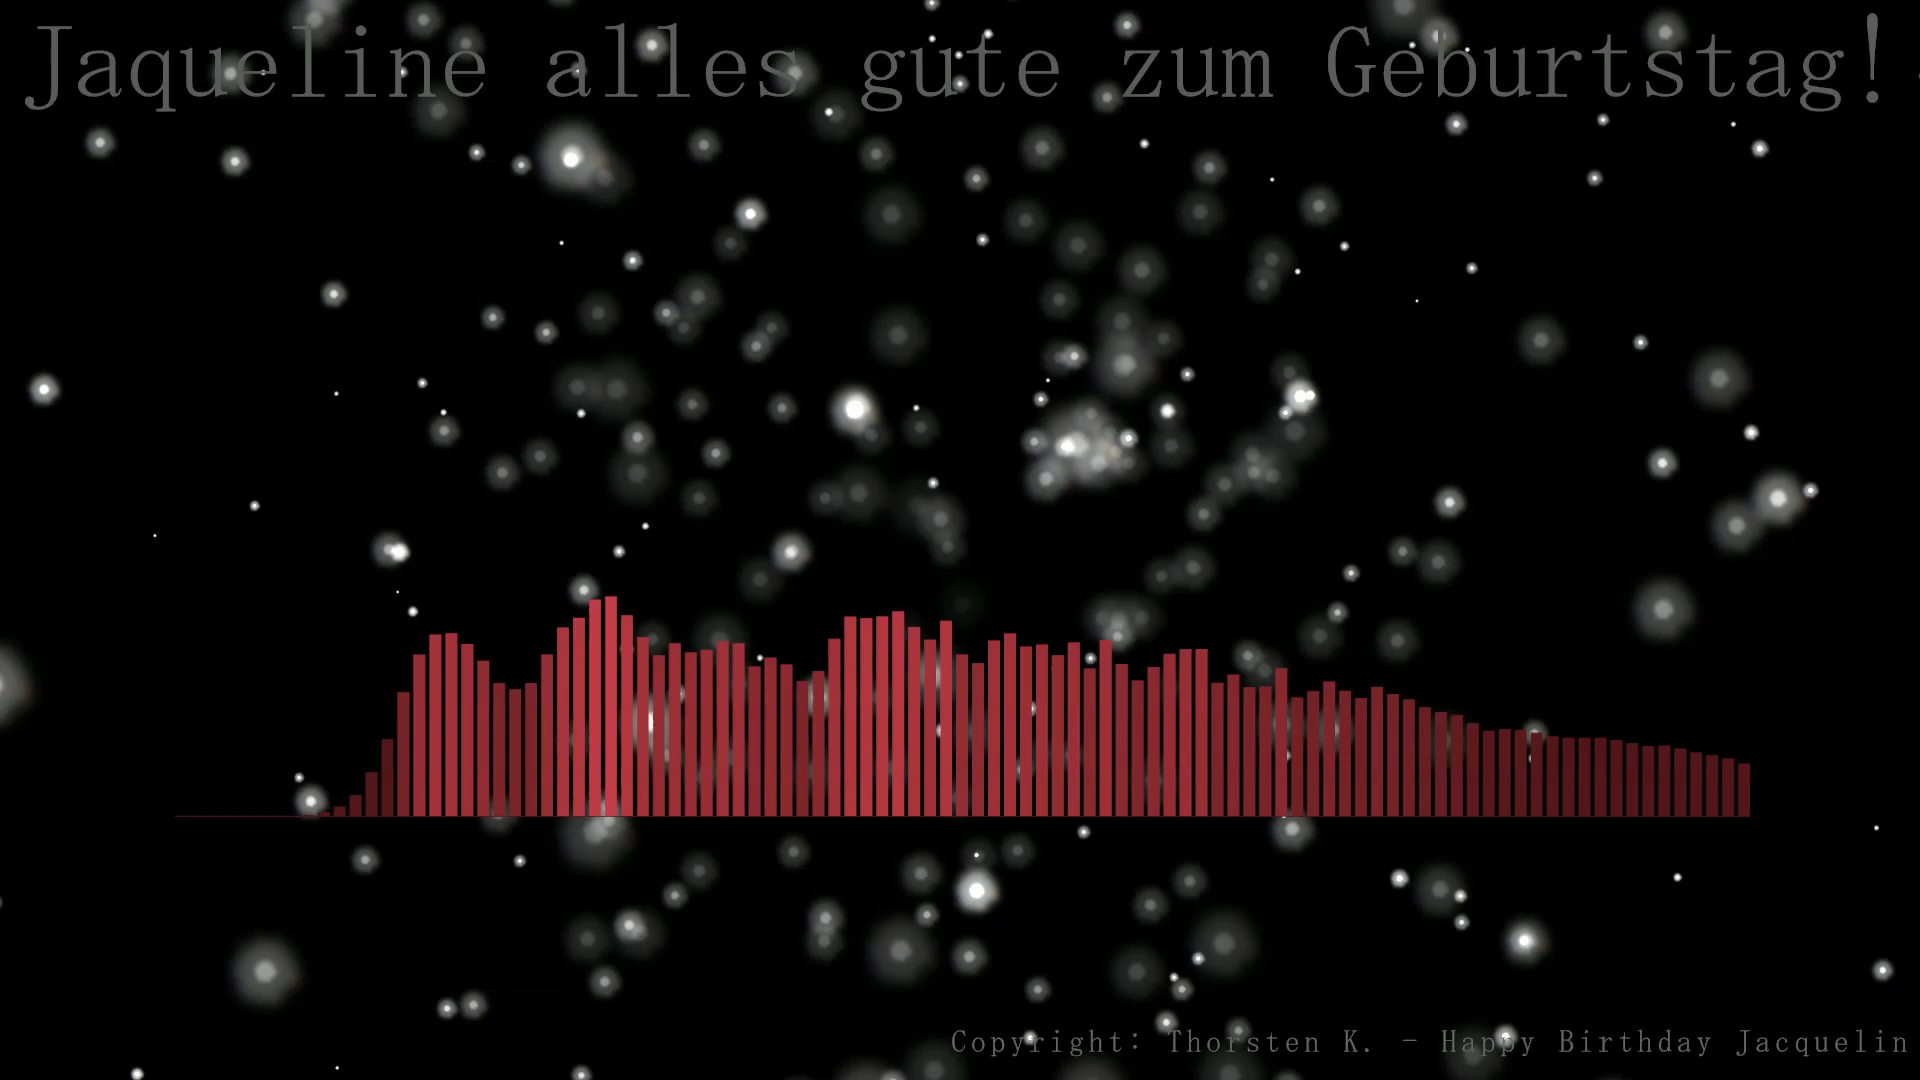 Jaqueline alles gute zum Geburtstag!
Copyright: Thorsten K. - Happy Birthday Jacquelin